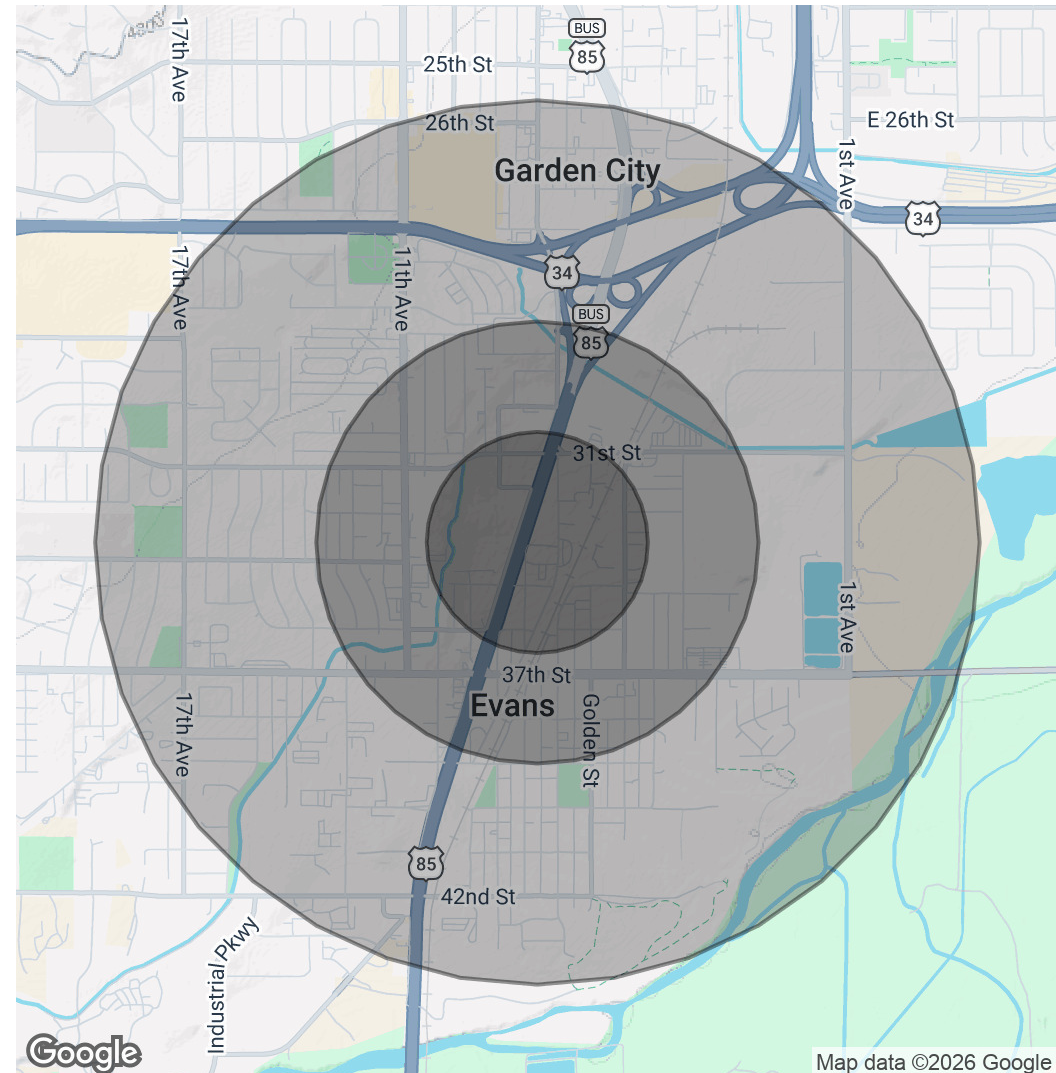 17th Ave
BUS
85
25th St
26th St
E 26th St
Garden City
1st Ave
34
17th Ave
11th Ave
34
BUS
85
31st St
1st Ave
37th St
Evans
17th Ave
Golden St
85
42nd St
Industrial Pkwy
Google
Map data ©2026 Google